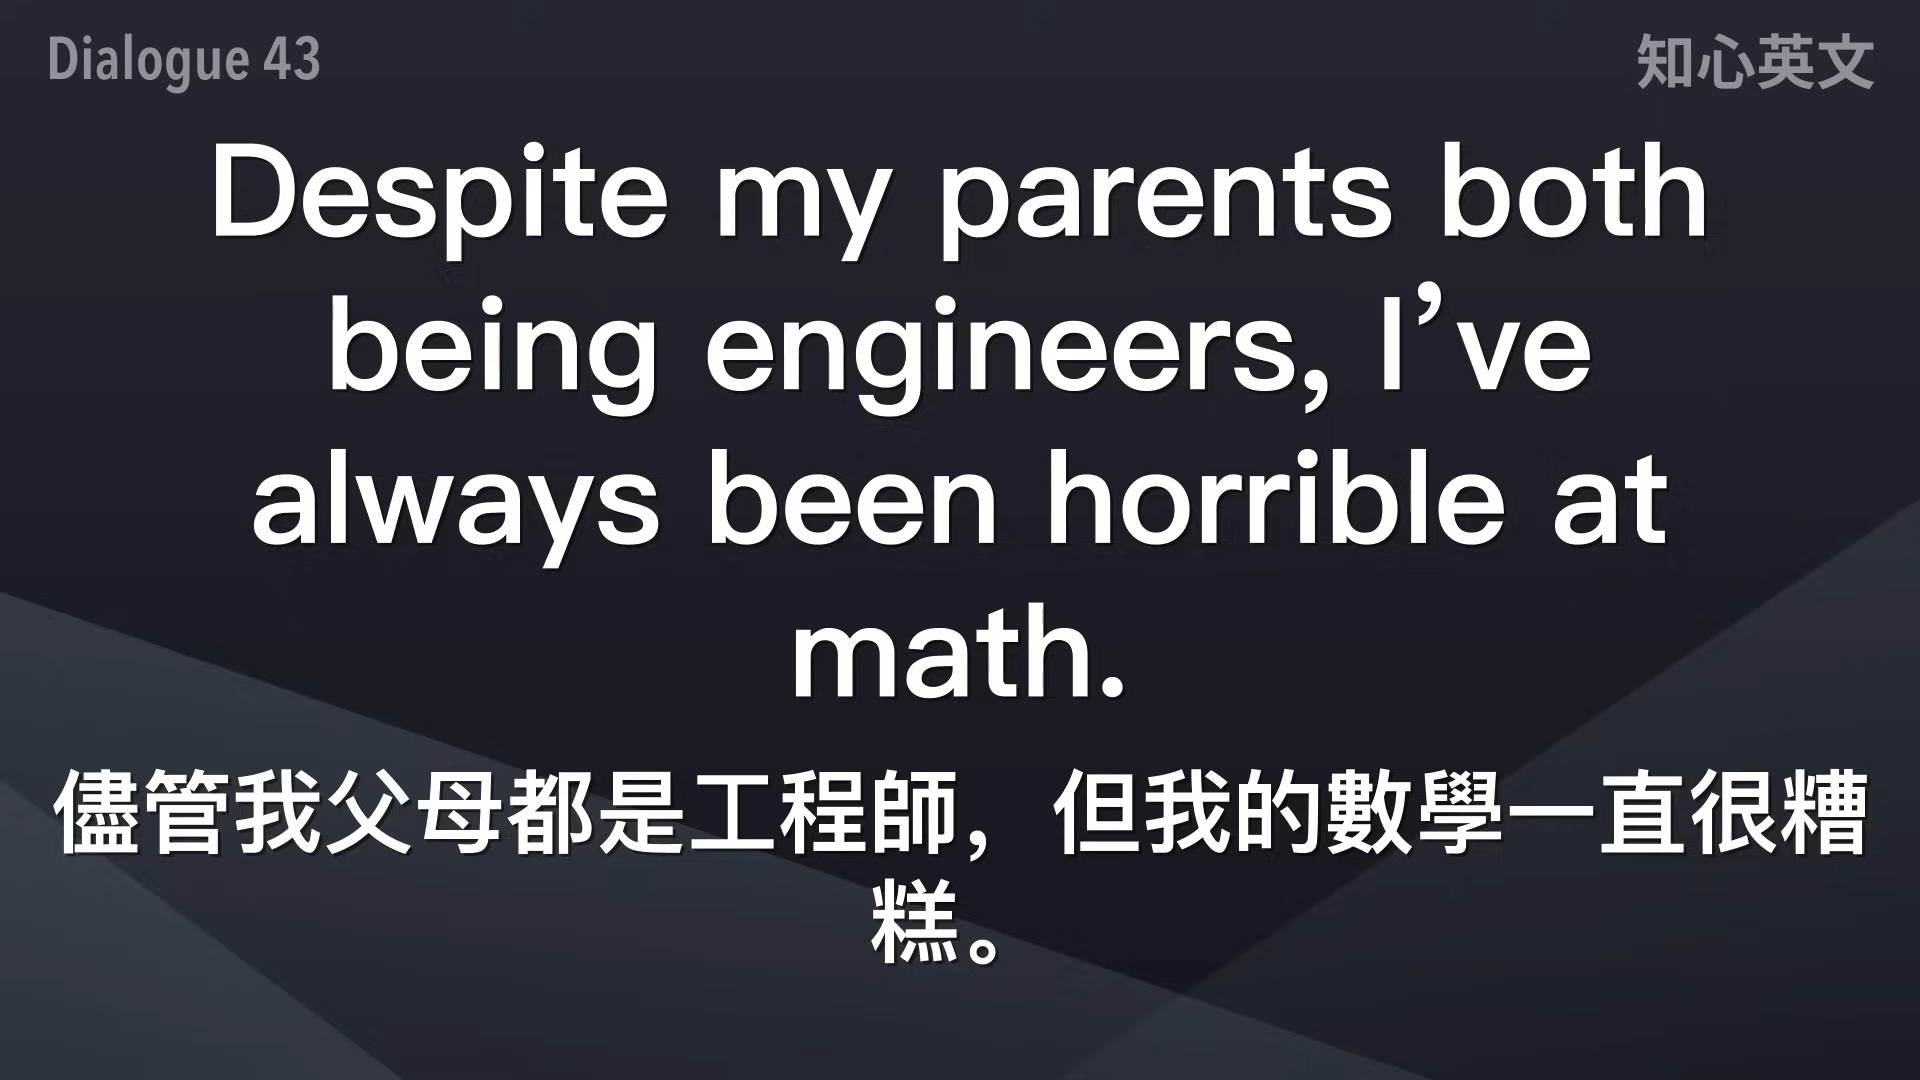 Dialogue 43
知心英文
Despite my parents both
being engineers, I’ve
always been horrible at
math.
儘管我父母都是工程師，但我的數學一直很糟
糕。